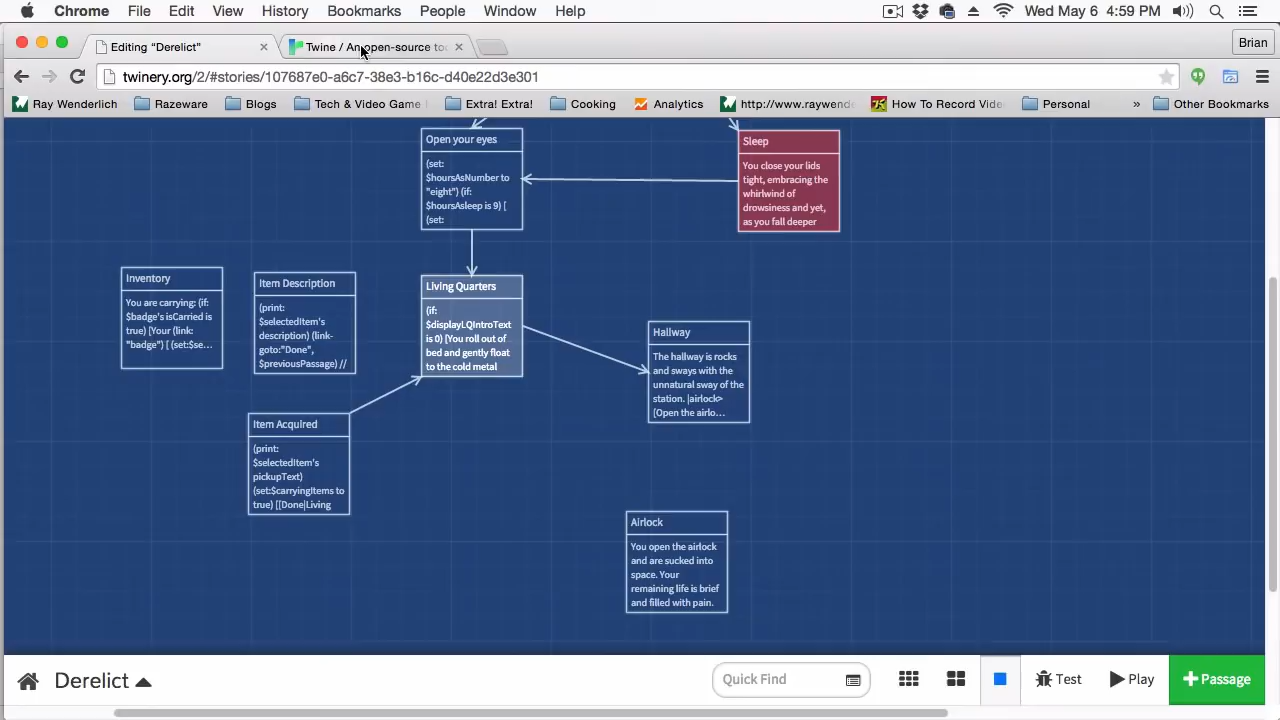 Chrome File Edit View History Bookmarks People Window Help Wed May 6 4:59 PM
Editing "Derelict" Twine / An open-source to
Brian
twinery.org/2/#stories/107687e0-a6c7-38e3-b16c-d40e22d3e301
Ray Wenderlich Razeware Blogs Tech & Video Game Extra! Extra! Cooking Analytics http://www.raywende How To Record Vide Personal » Other Bookmarks
Open your eyes
(set:
$hoursAsNumber to
"eight") (if:
$hoursAsleep is 9) [
(set:
Sleep
You close your lids
tight, embracing the
whirlwind of
drowsiness and yet,
as you fall deeper
Inventory
You are carrying: (if:
$badge's isCarried is
true) [Your (link:
"badge") [ (set:$se...
Item Description
(print:
$selectedItem's
description) (link-
goto:"Done",
$previousPassage) //
Living Quarters
(if:
$displayLQIntroText
is 0) [You roll out of
bed and gently float
to the cold metal
Hallway
The hallway is rocks
and sways with the
unnatural sway of the
station. |airlock>
[Open the airlo...
Item Acquired
(print:
$selectedItem's
pickupText)
(set:$carryingItems to
true) [[Done|Living
Airlock
You open the airlock
and are sucked into
space. Your
remaining life is brief
and filled with pain.
Derelict Quick Find Test Play +Passage